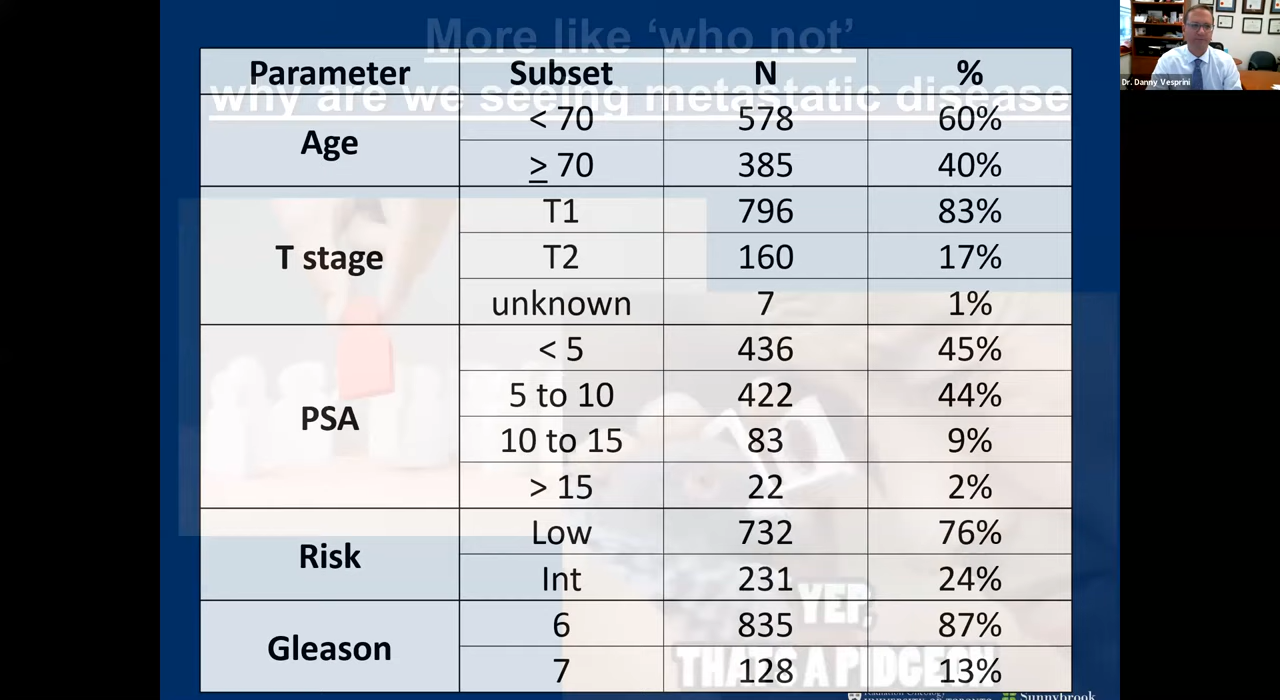 More like ‘who not’
why are we seeing metastatic disease
Parameter Subset N %
Age
< 70 578 60%
> 70 385 40%
T stage
T1 796 83%
T2 160 17%
unknown 7 1%
PSA
< 5 436 45%
5 to 10 422 44%
10 to 15 83 9%
> 15 22 2%
Risk
Low 732 76%
Int 231 24%
Gleason
6 835 87%
7 128 13%
YEP,
THATS A PIDGEON
Sunnybrook
Dr. Danny Vesprini